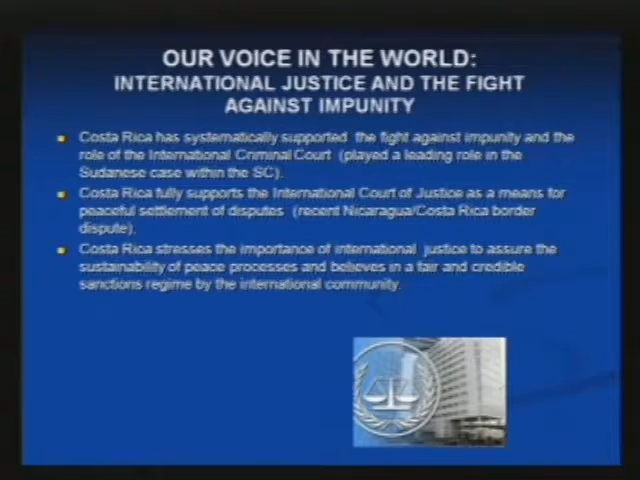 OUR VOICE IN THE WORLD:
INTERNATIONAL JUSTICE AND THE FIGHT
AGAINST IMPUNITY
Costa Rica has systematically supported the fight against impunity and the
role of the International Criminal Court (played a leading role in the
Sudanese case within the SC).
Costa Rica fully supports the International Court of Justice as a means for
peaceful settlement of disputes (recent Nicaragua/Costa Rica border
dispute).
Costa Rica stresses the importance of international justice to assure the
sustainability of peace processes and believes in a fair and credible
sanctions regime by the international community.